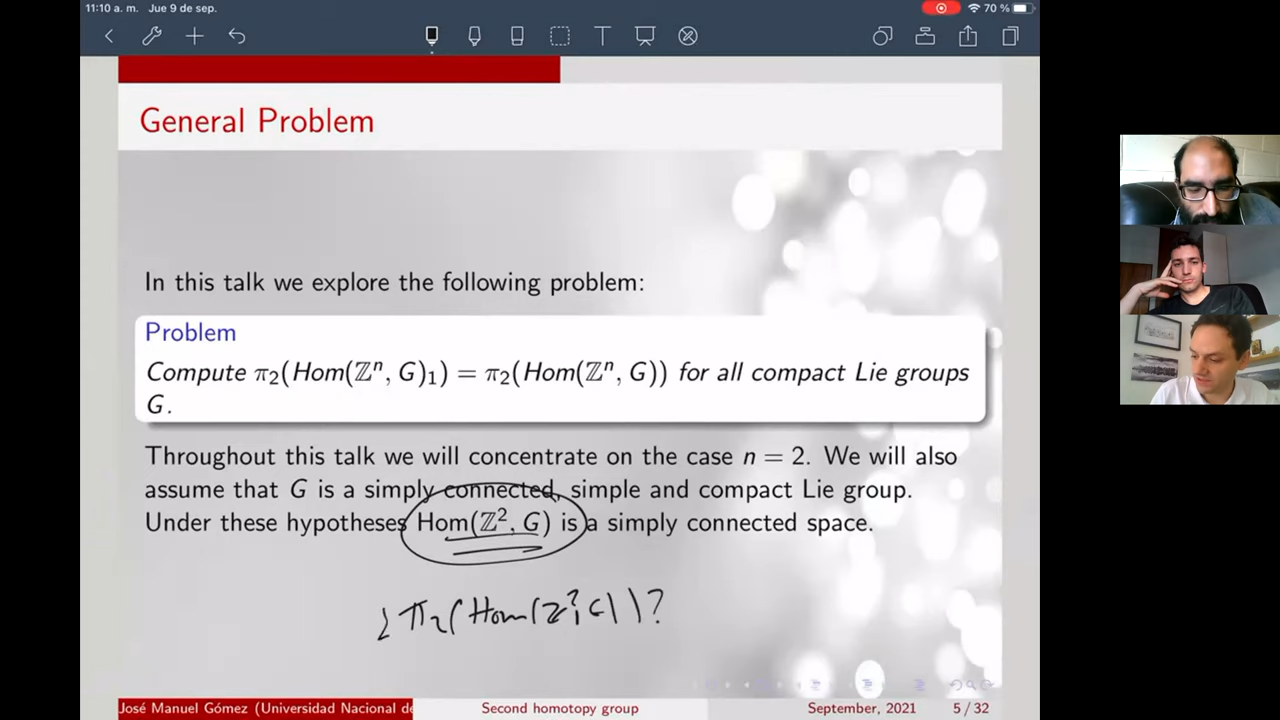 11:10 a. m. Jue 9 de sep.
70 %
General Problem
In this talk we explore the following problem:
Problem
Compute π₂(Hom(ℤⁿ, G)₁) = π₂(Hom(ℤⁿ, G)) for all compact Lie groups
G.
Throughout this talk we will concentrate on the case n = 2. We will also
assume that G is a simply connected, simple and compact Lie group.
Under these hypotheses Hom(ℤ², G) is a simply connected space.
¿ π₂(Hom(ℤ², G))?
José Manuel Gómez (Universidad Nacional de
Second homotopy group
September, 2021
5 / 32